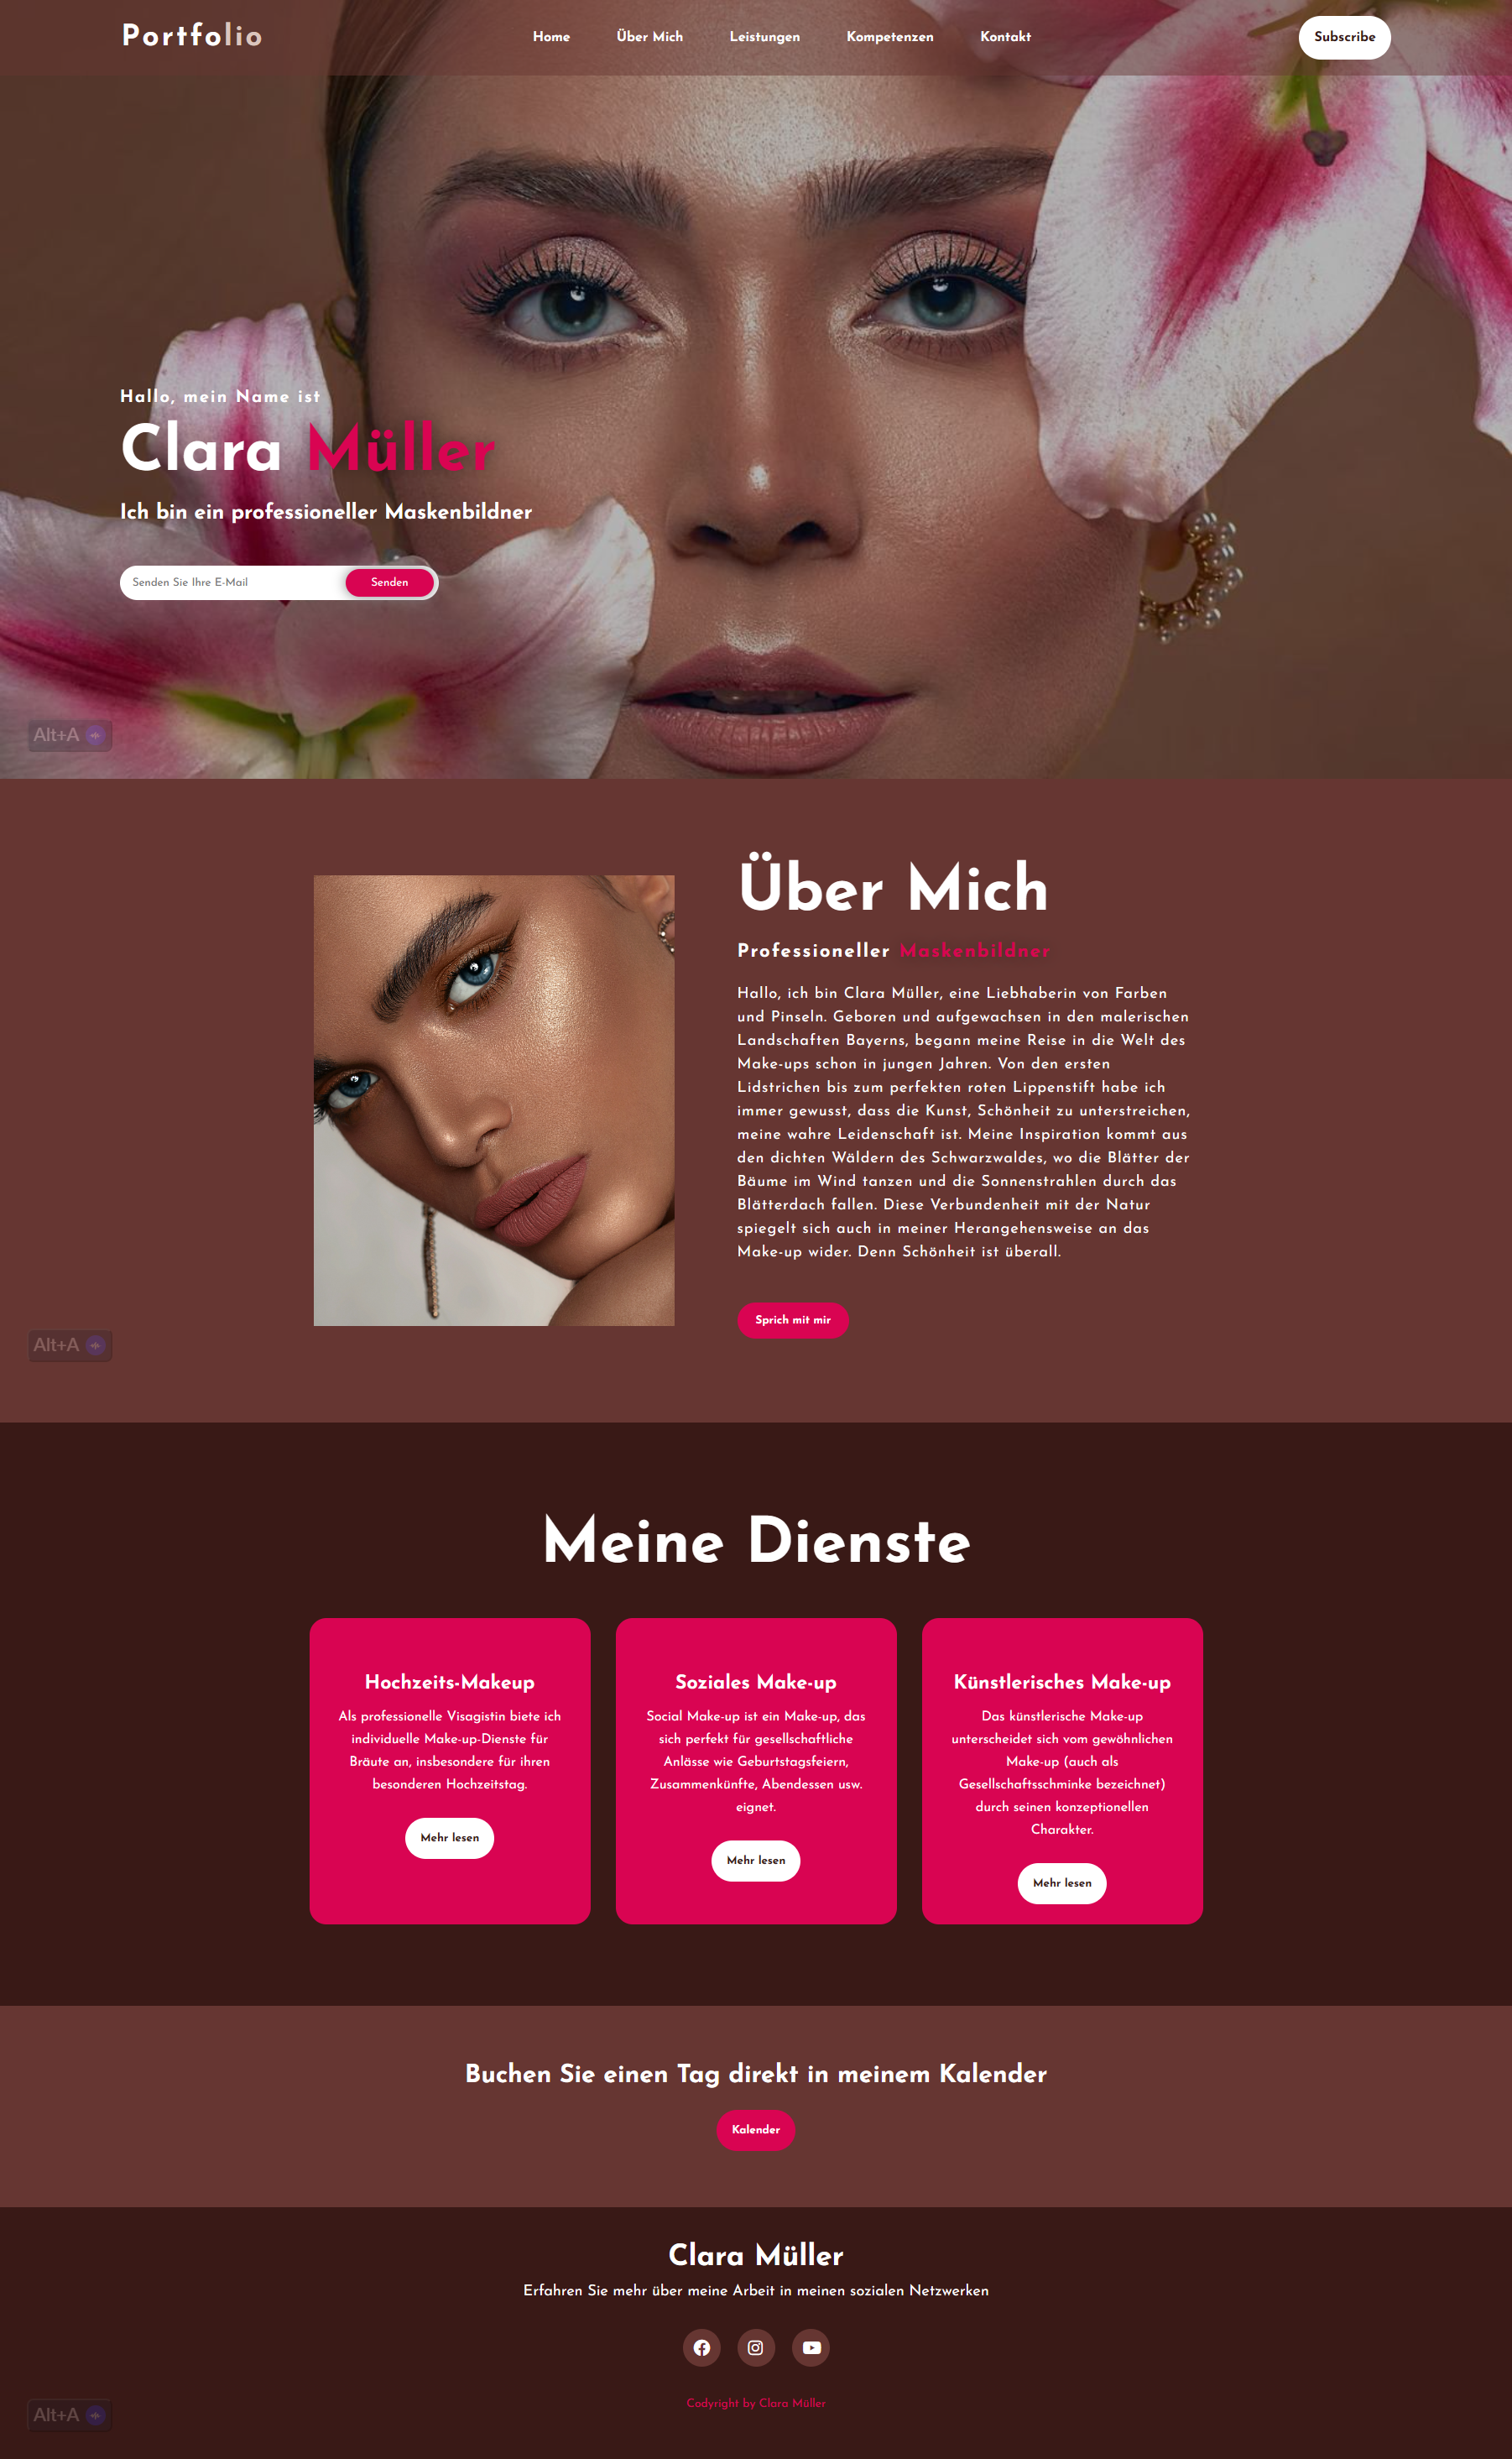 Portfolio
Home Über Mich Leistungen Kompetenzen Kontakt
Subscribe
Hallo, mein Name ist
Clara Müller
Ich bin ein professioneller Maskenbildner
Senden Sie Ihre E-Mail Senden
Alt+A
Über Mich
Professioneller Maskenbildner
Hallo, ich bin Clara Müller, eine Liebhaberin von Farben
und Pinseln. Geboren und aufgewachsen in den malerischen
Landschaften Bayerns, begann meine Reise in die Welt des
Make-ups schon in jungen Jahren. Von den ersten
Lidstrichen bis zum perfekten roten Lippenstift habe ich
immer gewusst, dass die Kunst, Schönheit zu unterstreichen,
meine wahre Leidenschaft ist. Meine Inspiration kommt aus
den dichten Wäldern des Schwarzwaldes, wo die Blätter der
Bäume im Wind tanzen und die Sonnenstrahlen durch das
Blätterdach fallen. Diese Verbundenheit mit der Natur
spiegelt sich auch in meiner Herangehensweise an das
Make-up wider. Denn Schönheit ist überall.
Sprich mit mir
Alt+A
Meine Dienste
Hochzeits-Makeup
Als professionelle Visagistin biete ich
individuelle Make-up-Dienste für
Bräute an, insbesondere für ihren
besonderen Hochzeitstag.
Mehr lesen
Soziales Make-up
Social Make-up ist ein Make-up, das
sich perfekt für gesellschaftliche
Anlässe wie Geburtstagsfeiern,
Zusammenkünfte, Abendessen usw.
eignet.
Mehr lesen
Künstlerisches Make-up
Das künstlerische Make-up
unterscheidet sich vom gewöhnlichen
Make-up (auch als
Gesellschaftsschminke bezeichnet)
durch seinen konzeptionellen
Charakter.
Mehr lesen
Buchen Sie einen Tag direkt in meinem Kalender
Kalender
Clara Müller
Erfahren Sie mehr über meine Arbeit in meinen sozialen Netzwerken
Codyright by Clara Müller
Alt+A